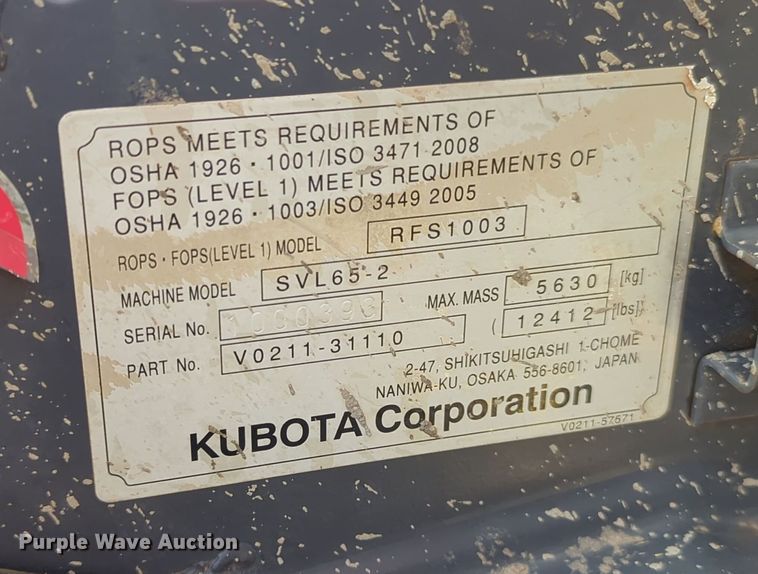 ROPS MEETS REQUIREMENTS OF
OSHA 1926・1001/ISO 3471 2008
FOPS (LEVEL 1) MEETS REQUIREMENTS OF
OSHA 1926・1003/ISO 3449 2005
ROPS・FOPS(LEVEL 1) MODEL RFS1003
MACHINE MODEL SVL65-2
SERIAL No. MAX. MASS 5630 [kg]
PART No. V0211-31110 ( 12412 [lbs])
2-47, SHIKITSUHIGASHI 1-CHOME
NANIWA-KU, OSAKA 556-8601, JAPAN
KUBOTA Corporation
V0211-57571
Purple Wave Auction